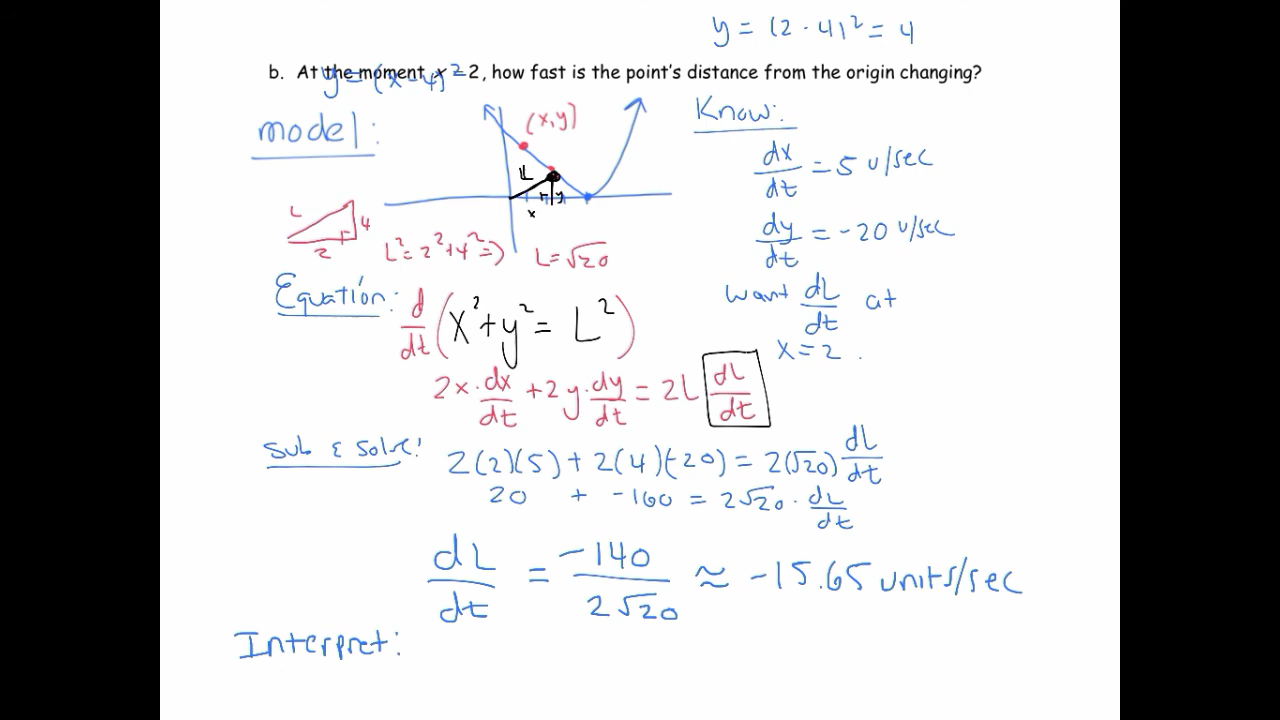 y = (2 - 4)² = 4
b. At the moment x = 2, how fast is the point's distance from the origin changing?
y = (x - 4)²
model:
(x,y)
L
y
x
L
4
2
L² = 2² + 4² => L = √20
Know:
dx/dt = 5 u/sec
dy/dt = -20 u/sec
want dL/dt at
x = 2.
Equation:
d/dt (x² + y² = L²)
2x · dx/dt + 2y · dy/dt = 2L dL/dt
Sub & Solve!
2(2)(5) + 2(4)(-20) = 2(√20) dL/dt
20 + -160 = 2√20 · dL/dt
dL/dt = -140/2√20 ≈ -15.65 units/sec
Interpret: